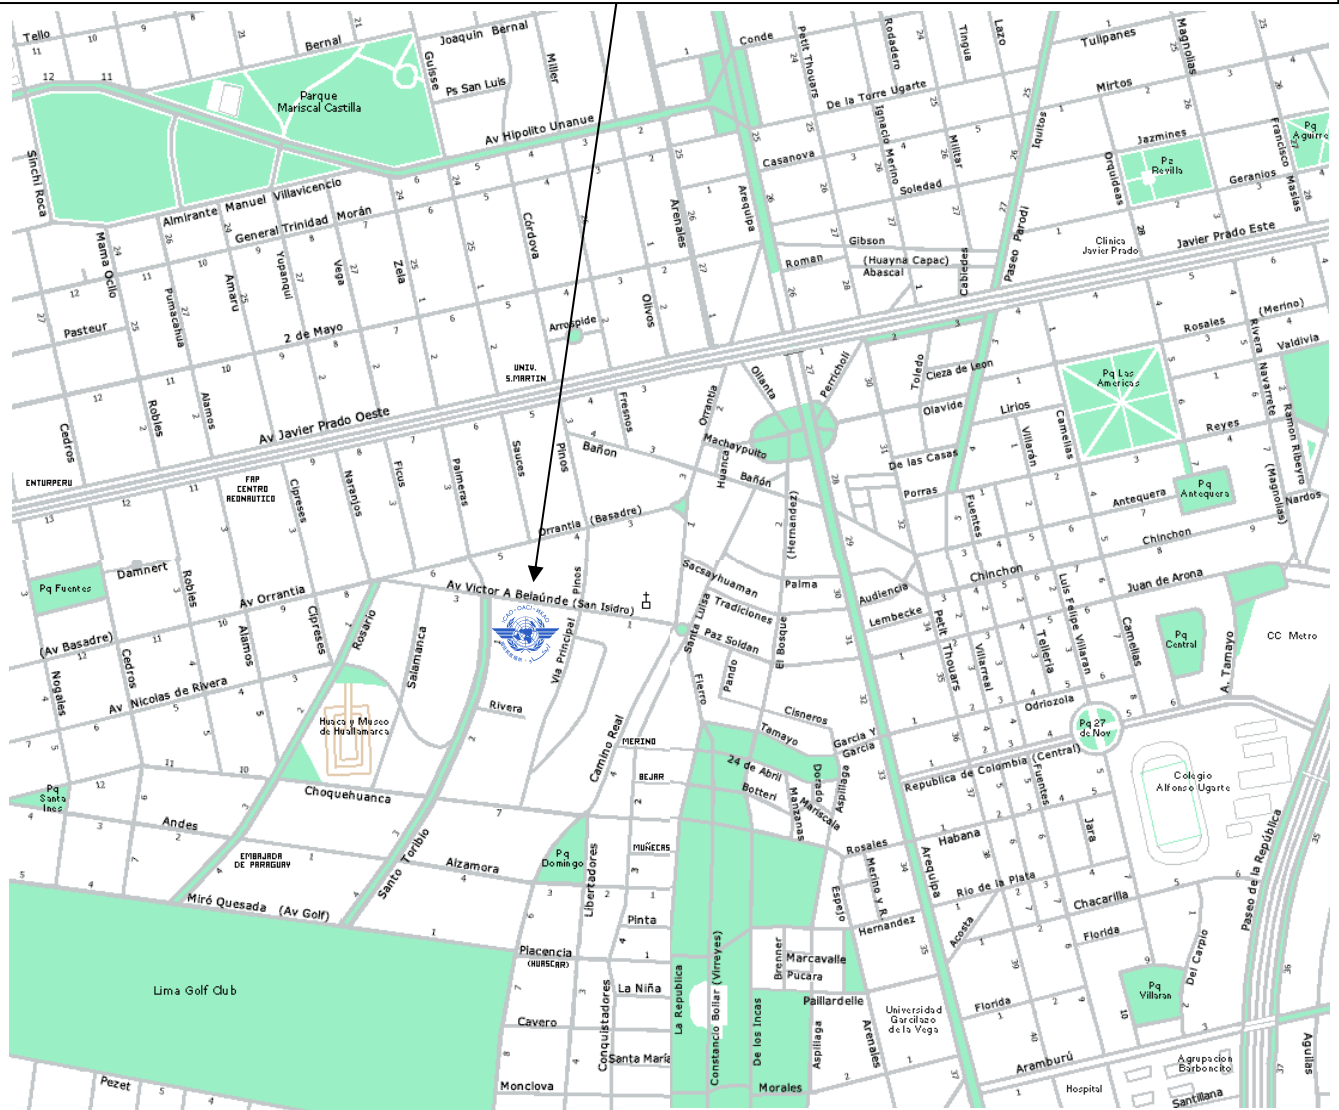 Tello
Bernal
Joaquin Bernal
Guisse
Miller
Ps San Luis
Conde
Petit Thouars
Rodadero
Tingua
Lazo
Tulipanes
Magnolias
Parque
Mariscal Castilla
Av Hipolito Unanue
De la Torre Ugarte
Mirtos
Ignacio Merino
Militar
Iquitos
Jazmines
Francisco Masias
Pq
Aguirre
Sinchi Roca
Casanova
Soledad
Orquideas
Pz
Revilla
Geranios
Almirante Manuel Villavicencio
General Trinidad Morán
Córdova
Arenales
Arequipa
Gibson
Roman
(Huayna Capac)
Abascal
Cabiedes
Paseo Parodi
Clinica
Javier Prado
Javier Prado Este
Mama Ocllo
Pumacahua
Amaru
Yupanqui
Vega
Zela
Pasteur
2 de Mayo
Arrospide
Olivos
Rosales
(Merino)
Valdivia
Rivera Navarrete
UNIV.
S.MARTIN
Ollanta
Perricholi
Toledo
Cieza de Leon
Pq Las
Americas
Robles
Alamos
Av Javier Prado Oeste
Fresnos
Orrantia
Olavide
Lirios
Villarán
Camelias
Reyes
Ramon Ribeyro
Cedros
Sauces
Pinos
Bañon
Machaypuito
Huanca
Bañón
De las Casas
(Magnolias)
ENTURPERU
FAP
CENTRO
AERONAUTICO
Cipreses
Naranjos
Ficus
Palmeras
Porras
Fuentes
Antequera
Pq
Antequera
Nardos
Orrantia (Basadre)
(Hernandez)
Chinchon
Chinchon
Pq Fuentes
Damnert
Robles
Av Orrantia
Av Victor A Belaúnde (San Isidro)
Pinos
Sacsayhuaman
Palma
Audiencia
Juan de Arona
ICAO · OACI · ИКАО
Tradiciones
Lembecke
Luis Felipe Villaran
(Av Basadre)
Cedros
Alamos
Cipreses
Rosario
Salamanca
Via Principal
Santa Luisa
Paz Soldan
El Bosque
Petit Thouars
Villarreal
Telleria
Camelias
Pq
Central
A. Tamayo
CC Metro
Nogales
Av Nicolas de Rivera
Rivera
Fierro
Pando
Cisneros
Odriozola
Huaca y Museo
de Huallamarca
Camino Real
MERINO
Tamayo
Garcia Y
Garcia
Pq 27
de Nov
Republica de Colombia (Central)
24 de Abril
BEJAR
Botteri
Dorado
Aspillaga
Manzanas
Mariscala
Fuentes
Colegio
Alfonso Ugarte
Pq
Santa
Ines
Choquehuanca
Andes
Santo Toribio
Habana
Jara
Paseo de la República
EMBAJADA
DE PARAGUAY
Aizamora
Pq
Domingo
MUÑECAS
Rosales
Merino y R.
Arequipa
Rio de la Plata
Miró Quesada (Av Golf)
Libertadores
Pinta
Espejo
Hernandez
Acosta
Chacarilla
Florida
Del Carpio
Placencia
(HUASCAR)
Brenner
Marcavalle
Pucara
Lima Golf Club
La Niña
Conquistadores
La Republica
Constancio Bollar (Virreyes)
De los Incas
Paillardelle
Pq
Villaran
Florida
Universidad
Garcilazo
de la Vega
Cavero
Santa María
Aspillaga
Arenales
Aramburú
Agrupacion
Barboncito
Aguilas
Pezet
Monclova
Morales
Hospital
Santillana